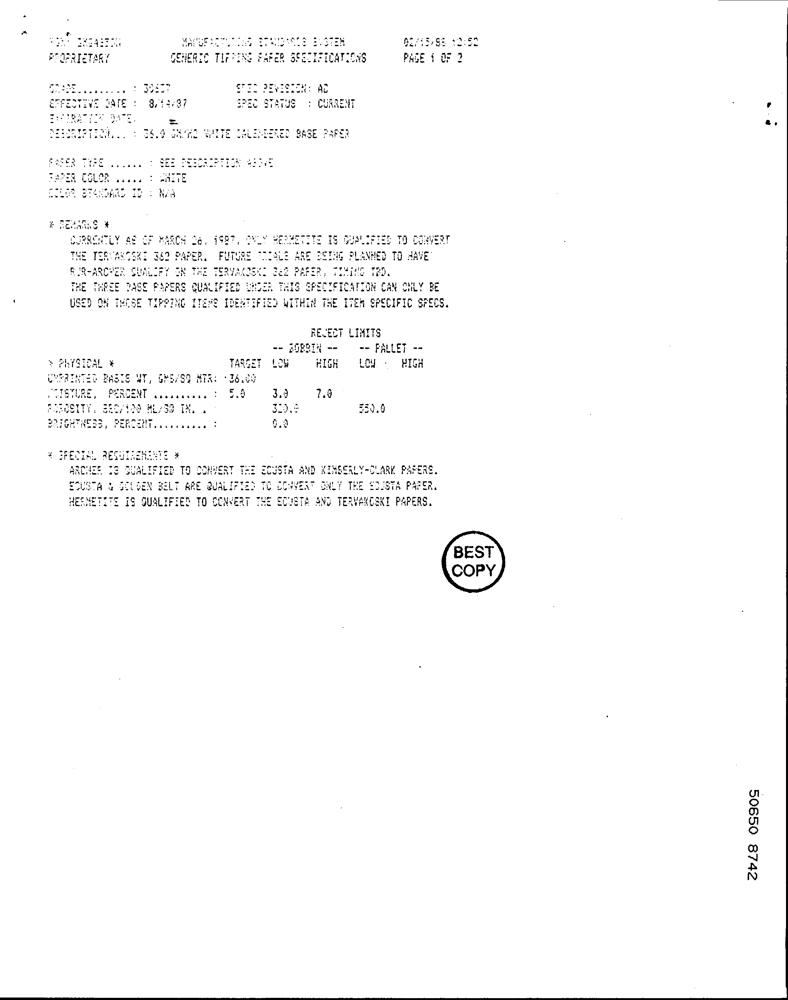 MANUFACTURING STANDARDS SYSTEM 02/15/88 12:52
PROPRIETARY GENERIC TIPPING PAPER SPECIFICATIONS PAGE 1 OF 2
GRADE......... : SPEC REVISION: AD
EFFECTIVE DATE : 8/14/87 SPEC STATUS : CURRENT
EXPIRATION DATE:
DESCRIPTION... : 36.0 GM/M2 WHITE CALENDERED BASE PAPER
PAPER TYPE ...... : SEE DESCRIPTION ABOVE
PAPER COLOR ..... : WHITE
COLOR STANDARD ID : N/A
* REMARKS *
CURRENTLY AS OF MARCH 26, 1987, ONLY HERMETITE IS QUALIFIED TO CONVERT
THE TERVAKOSKI 362 PAPER. FUTURE TRIALS ARE BEING PLANNED TO HAVE
RJR-ARCHER QUALIFY ON THE TERVAKOSKI 362 PAPER, TIMING TBD.
THE THREE BASE PAPERS QUALIFIED UNDER THIS SPECIFICATION CAN ONLY BE
USED ON THOSE TIPPING ITEMS IDENTIFIED WITHIN THE ITEM SPECIFIC SPECS.
REJECT LIMITS
-- BOBBIN -- -- PALLET --
* PHYSICAL * TARGET LOW HIGH LOW HIGH
UNPRINTED BASIS WT, GMS/SQ MTR: 36.00
MOISTURE, PERCENT .......... : 5.0 3.0 7.0
POROSITY, SEC/100 ML/SQ IN. . 550.0
BRIGHTNESS, PERCENT.......... : 0.0
* SPECIAL REQUIREMENTS *
ARCHER IS QUALIFIED TO CONVERT THE ECUSTA AND KIMBERLY-CLARK PAPERS.
ECUSTA & GOLDEN BELT ARE QUALIFIED TO CONVERT ONLY THE ECUSTA PAPER.
HERMETITE IS QUALIFIED TO CONVERT THE ECUSTA AND TERVAKOSKI PAPERS.
BEST
COPY
50650 8742